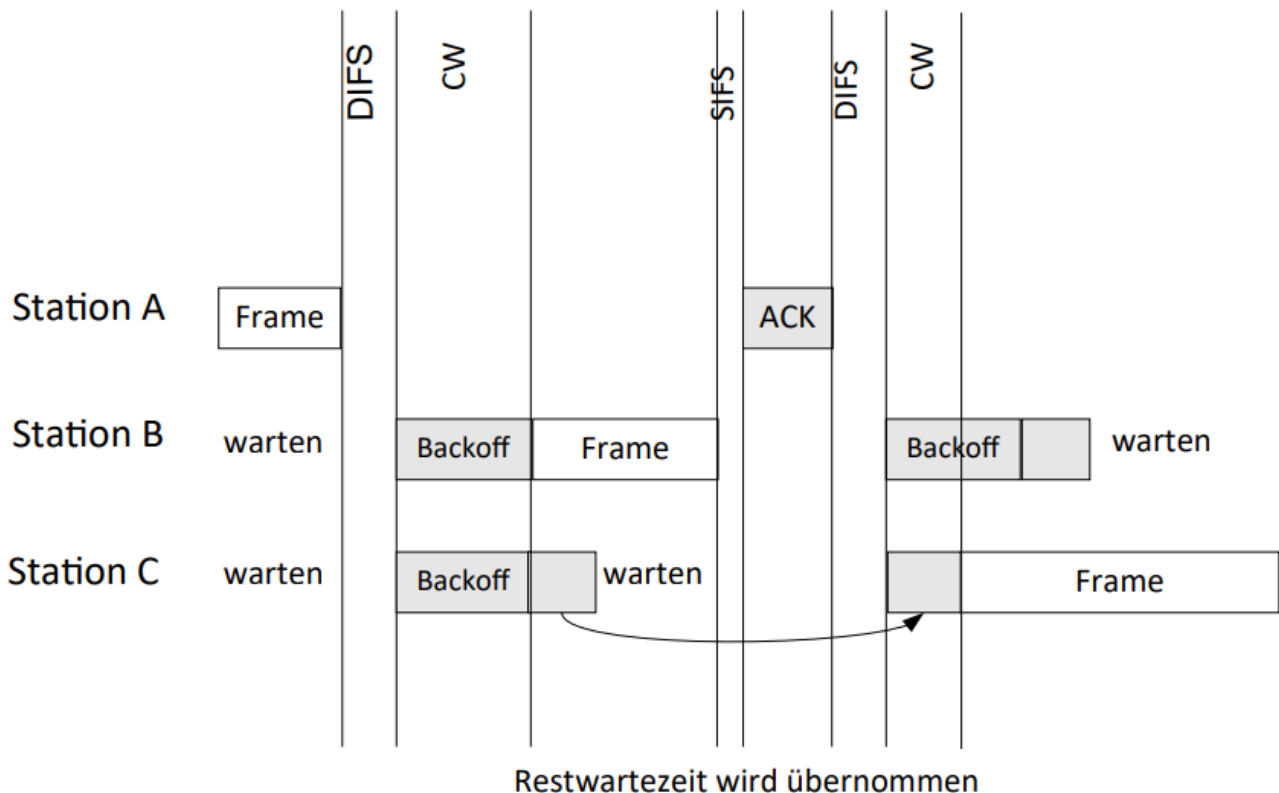 DIFS CW SIFS DIFS CW
Station A Frame ACK
Station B warten Backoff Frame Backoff warten
Station C warten Backoff warten Frame
Restwartezeit wird übernommen